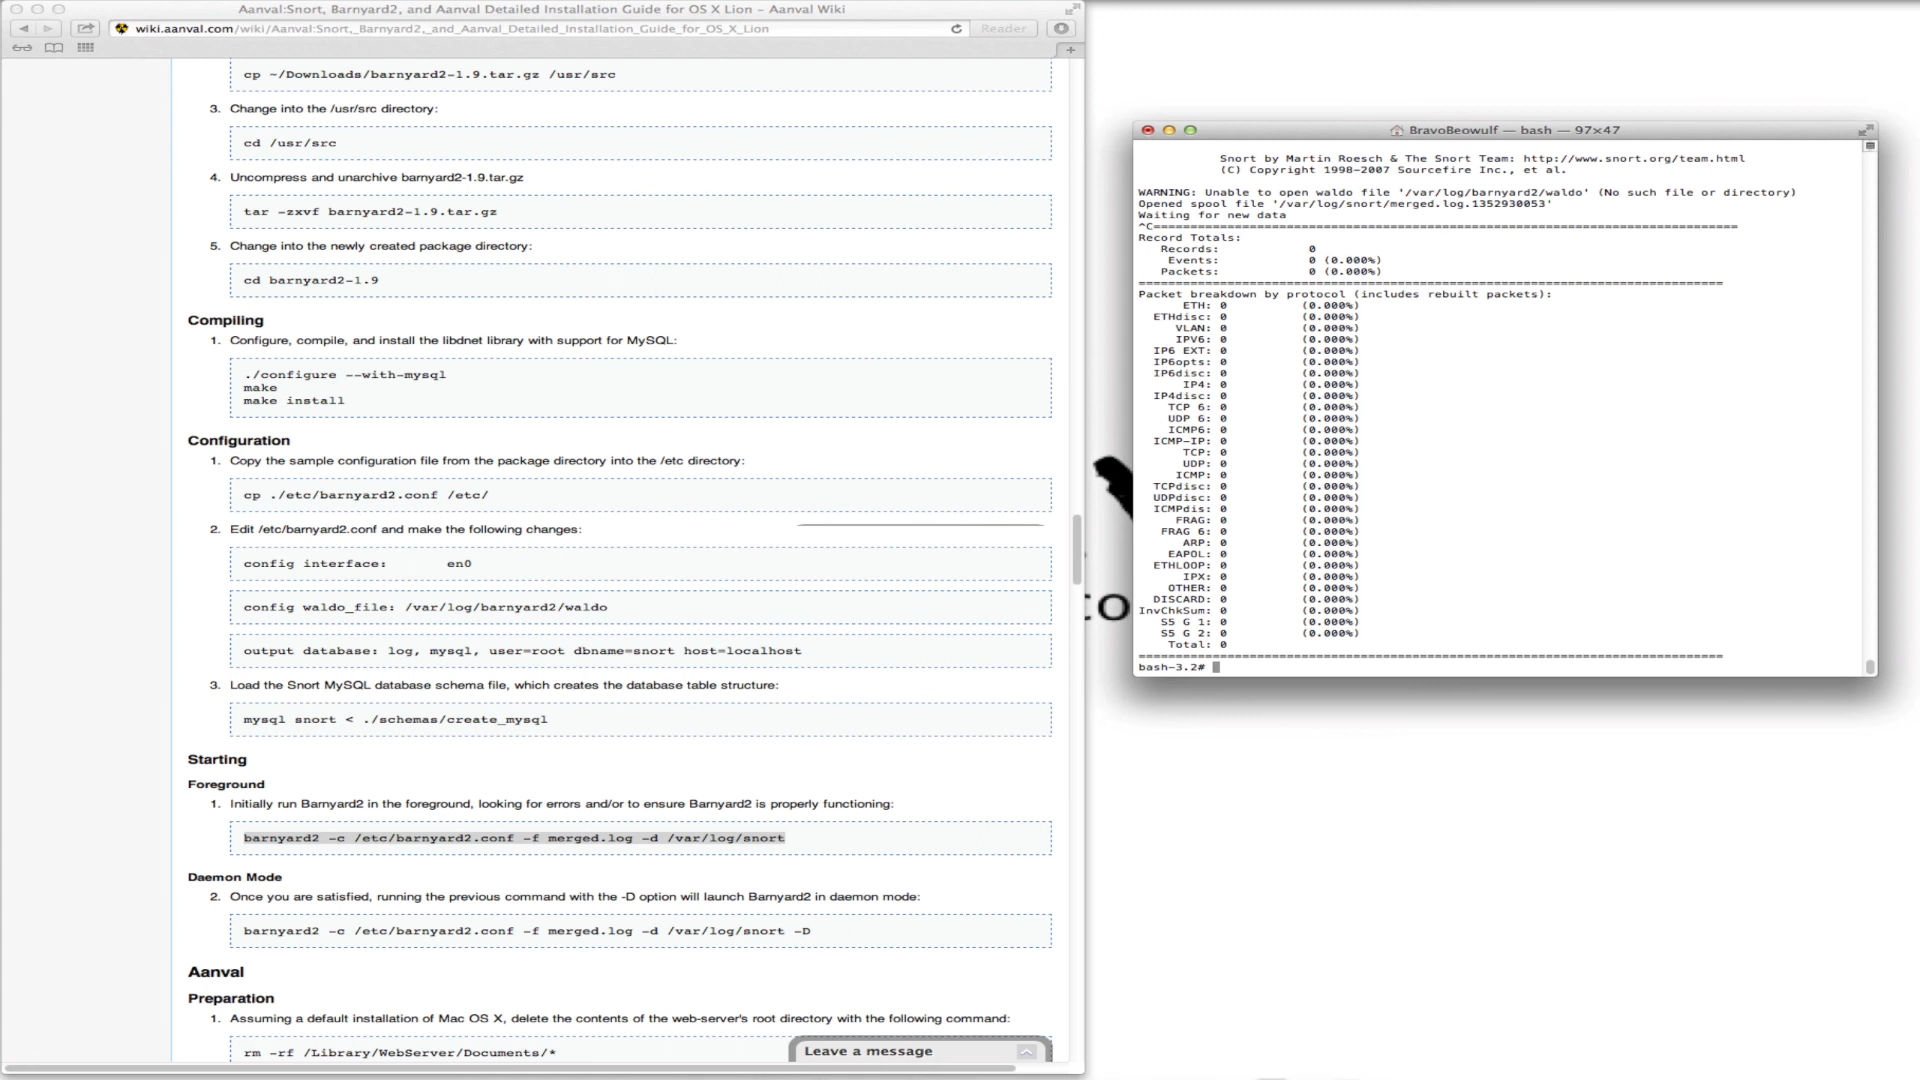 Aanval:Snort, Barnyard2, and Aanval Detailed Installation Guide for OS X Lion – Aanval Wiki
wiki.aanval.com/wiki/Aanval:Snort,_Barnyard2,_and_Aanval_Detailed_Installation_Guide_for_OS_X_Lion
Reader
cp ~/Downloads/barnyard2-1.9.tar.gz /usr/src
3. Change into the /usr/src directory:
cd /usr/src
4. Uncompress and unarchive barnyard2-1.9.tar.gz
tar -zxvf barnyard2-1.9.tar.gz
5. Change into the newly created package directory:
cd barnyard2-1.9
Compiling
1. Configure, compile, and install the libdnet library with support for MySQL:
./configure --with-mysql
make
make install
Configuration
1. Copy the sample configuration file from the package directory into the /etc directory:
cp ./etc/barnyard2.conf /etc/
2. Edit /etc/barnyard2.conf and make the following changes:
config interface: en0
config waldo_file: /var/log/barnyard2/waldo
output database: log, mysql, user=root dbname=snort host=localhost
3. Load the Snort MySQL database schema file, which creates the database table structure:
mysql snort < ./schemas/create_mysql
Starting
Foreground
1. Initially run Barnyard2 in the foreground, looking for errors and/or to ensure Barnyard2 is properly functioning:
barnyard2 -c /etc/barnyard2.conf -f merged.log -d /var/log/snort
Daemon Mode
2. Once you are satisfied, running the previous command with the -D option will launch Barnyard2 in daemon mode:
barnyard2 -c /etc/barnyard2.conf -f merged.log -d /var/log/snort -D
Aanval
Preparation
1. Assuming a default installation of Mac OS X, delete the contents of the web-server's root directory with the following command:
rm -rf /Library/WebServer/Documents/*
Leave a message
BravoBeowulf — bash — 97×47
Snort by Martin Roesch & The Snort Team: http://www.snort.org/team.html
(C) Copyright 1998-2007 Sourcefire Inc., et al.
WARNING: Unable to open waldo file '/var/log/barnyard2/waldo' (No such file or directory)
Opened spool file '/var/log/snort/merged.log.1352930053'
Waiting for new data
^C===============================================================================
Record Totals:
Records: 0
Events: 0 (0.000%)
Packets: 0 (0.000%)
===============================================================================
Packet breakdown by protocol (includes rebuilt packets):
ETH: 0 (0.000%)
ETHdisc: 0 (0.000%)
VLAN: 0 (0.000%)
IPV6: 0 (0.000%)
IP6 EXT: 0 (0.000%)
IP6opts: 0 (0.000%)
IP6disc: 0 (0.000%)
IP4: 0 (0.000%)
IP4disc: 0 (0.000%)
TCP 6: 0 (0.000%)
UDP 6: 0 (0.000%)
ICMP6: 0 (0.000%)
ICMP-IP: 0 (0.000%)
TCP: 0 (0.000%)
UDP: 0 (0.000%)
ICMP: 0 (0.000%)
TCPdisc: 0 (0.000%)
UDPdisc: 0 (0.000%)
ICMPdis: 0 (0.000%)
FRAG: 0 (0.000%)
FRAG 6: 0 (0.000%)
ARP: 0 (0.000%)
EAPOL: 0 (0.000%)
ETHLOOP: 0 (0.000%)
IPX: 0 (0.000%)
OTHER: 0 (0.000%)
DISCARD: 0 (0.000%)
InvChkSum: 0 (0.000%)
S5 G 1: 0 (0.000%)
S5 G 2: 0 (0.000%)
Total: 0
===============================================================================
bash-3.2#